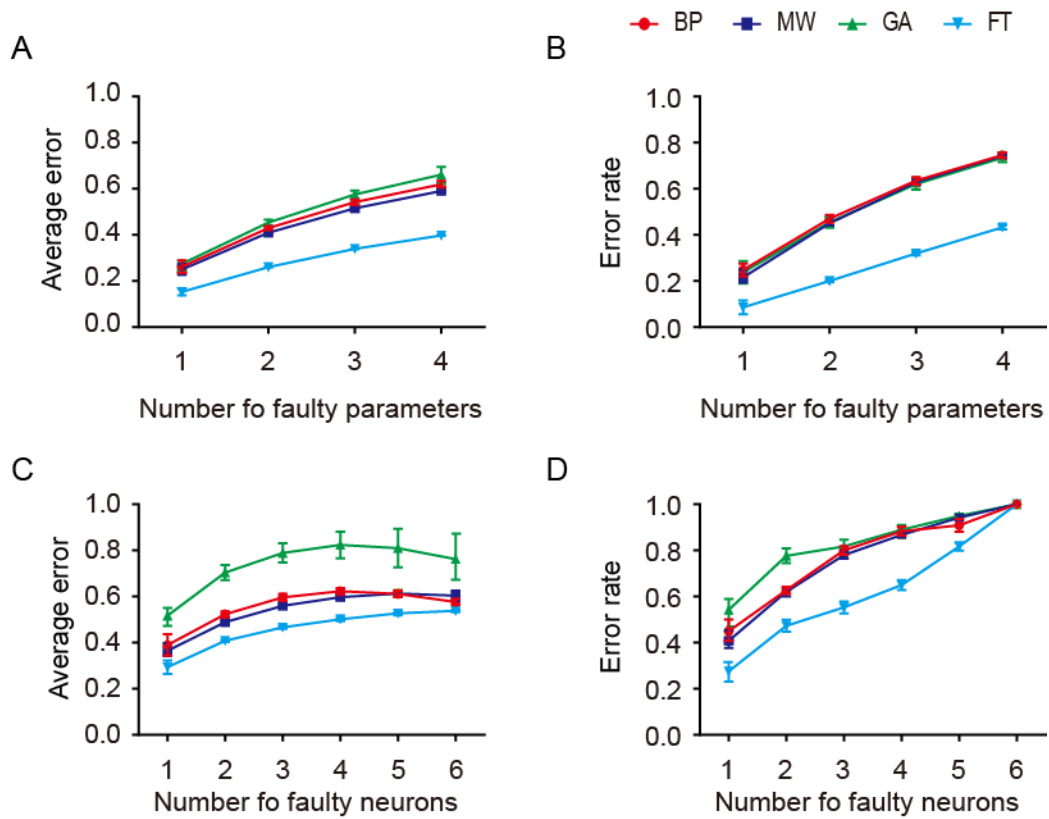 BP MW GA FT
A
1.0
0.8
0.6
0.4
0.2
0.0
Average error
1 2 3 4
Number fo faulty parameters
B
1.0
0.8
0.6
0.4
0.2
0.0
Error rate
1 2 3 4
Number fo faulty parameters
C
1.0
0.8
0.6
0.4
0.2
0.0
Average error
1 2 3 4 5 6
Number fo faulty neurons
D
1.0
0.8
0.6
0.4
0.2
0.0
Error rate
1 2 3 4 5 6
Number fo faulty neurons